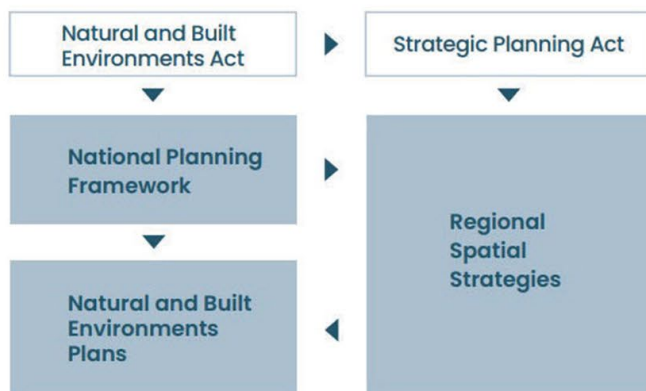 Natural and Built
Environments Act
Strategic Planning Act
National Planning
Framework
Regional
Spatial
Strategies
Natural and Built
Environments
Plans